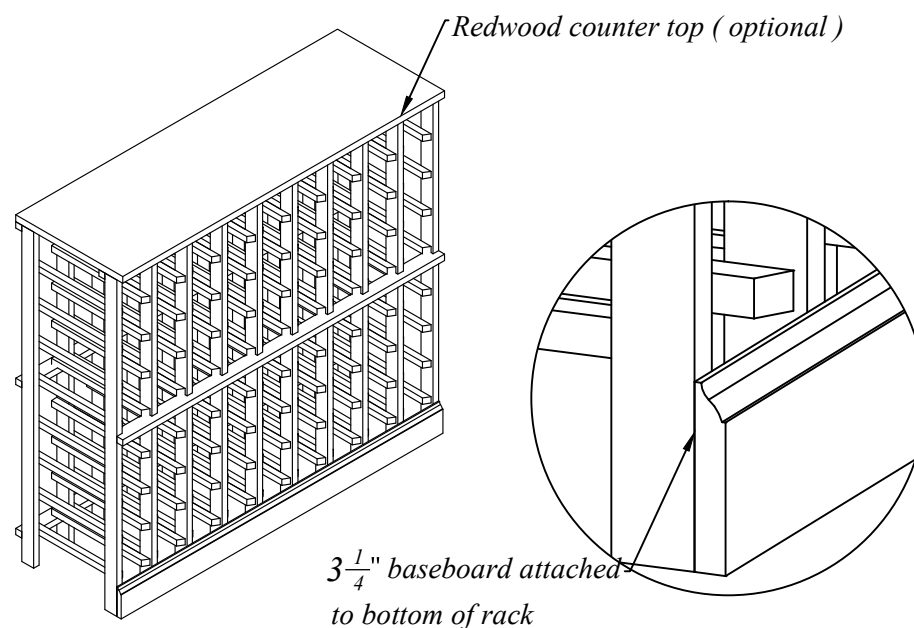 Redwood counter top ( optional )
3 1/4" baseboard attached
to bottom of rack